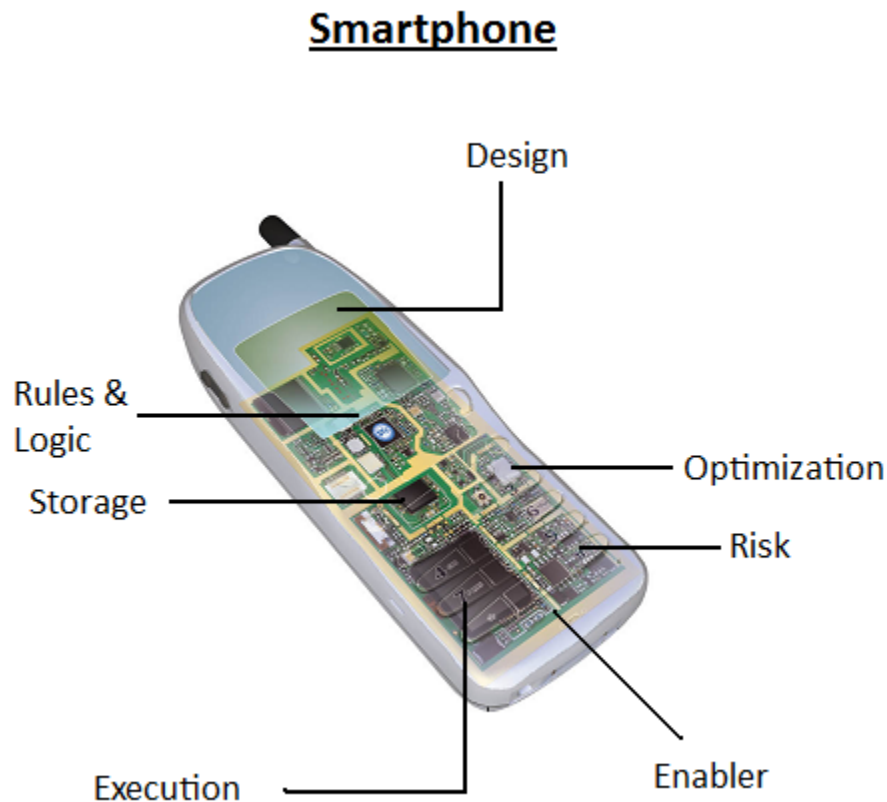 Smartphone
Design
Rules &
Logic
Optimization
Storage
Risk
Enabler
Execution